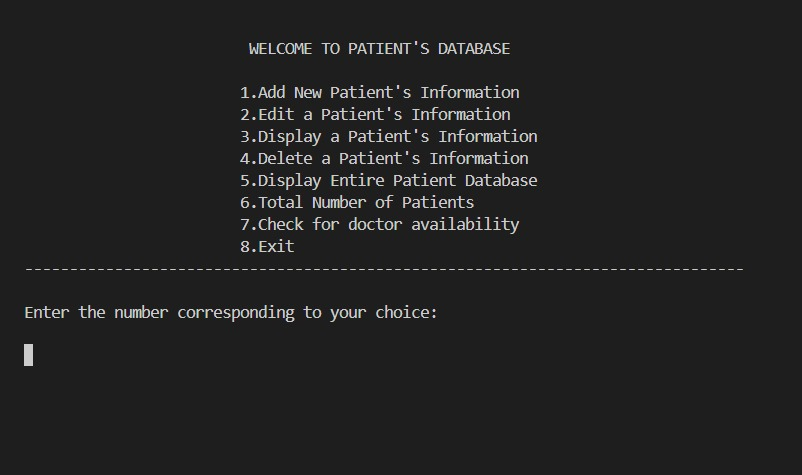 WELCOME TO PATIENT'S DATABASE
1.Add New Patient's Information
2.Edit a Patient's Information
3.Display a Patient's Information
4.Delete a Patient's Information
5.Display Entire Patient Database
6.Total Number of Patients
7.Check for doctor availability
8.Exit
--------------------------------------------------------------------------------
Enter the number corresponding to your choice: